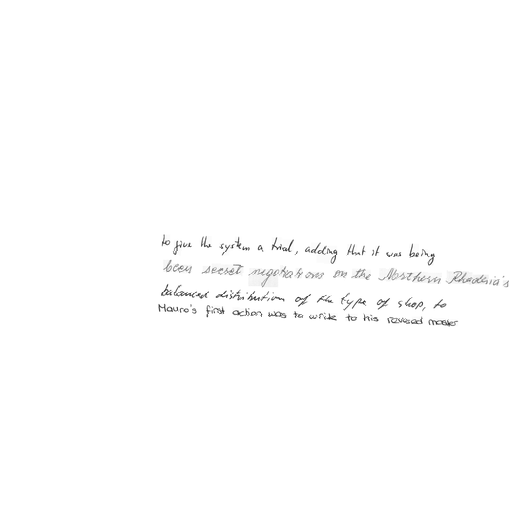 to give the system a trial, adding that it was being
been secret negotiations on the Northern Rhodesia's
balanced distribution of the type of shop, to
Mauro's first action was to write to his revered master